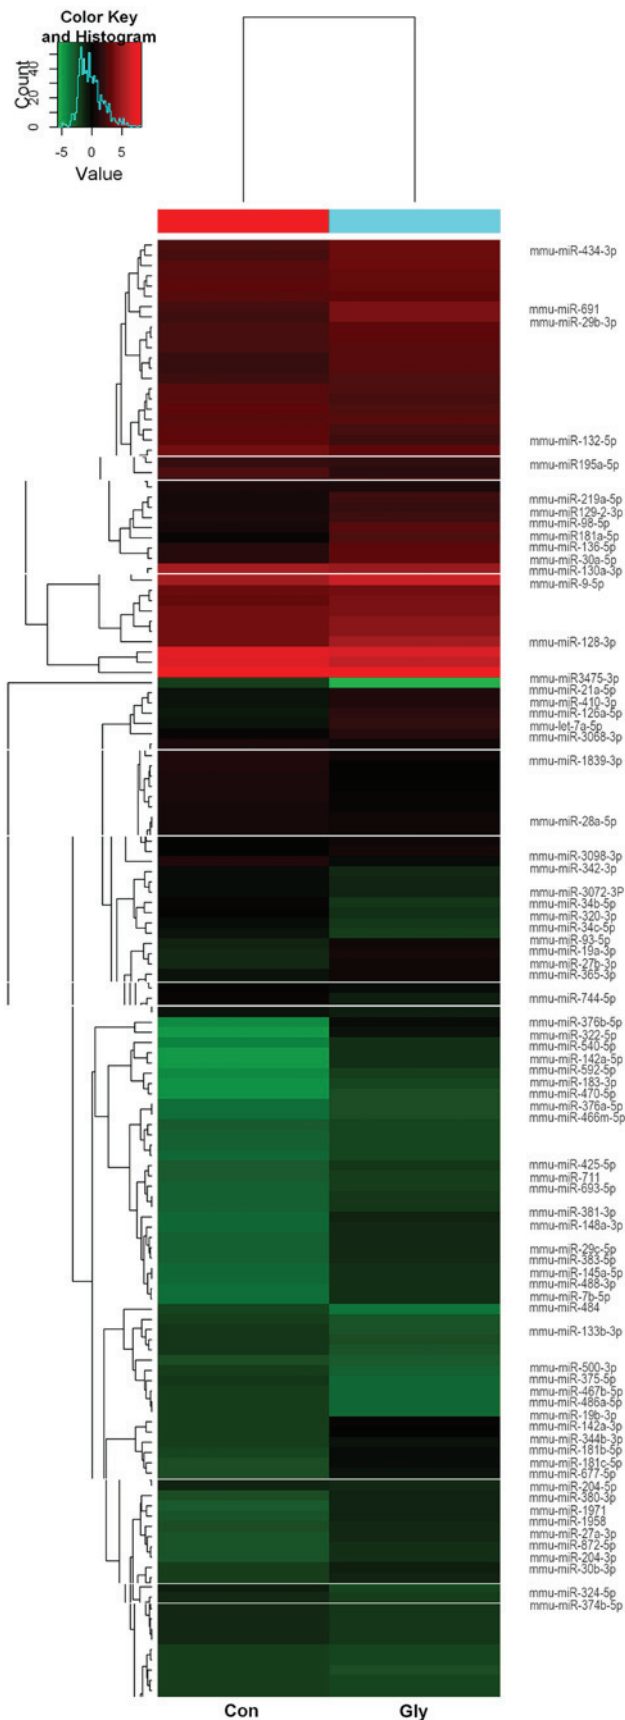 Color Key
and Histogram
Count
0 20 40
-5 0 5
Value
mmu-miR-434-3p
mmu-miR-691
mmu-miR-29b-3p
mmu-miR-132-5p
mmu-miR195a-5p
mmu-miR-219a-5p
mmu-miR129-2-3p
mmu-miR-98-5p
mmu-miR181a-5p
mmu-miR-136-5p
mmu-miR-30a-5p
mmu-miR-130a-3p
mmu-miR-9-5p
mmu-miR-128-3p
mmu-miR3475-3p
mmu-miR-21a-5p
mmu-miR-410-3p
mmu-miR-126a-5p
mmu-let-7a-5p
mmu-miR-3068-3p
mmu-miR-1839-3p
mmu-miR-28a-5p
mmu-miR-3098-3p
mmu-miR-342-3p
mmu-miR-3072-3P
mmu-miR-34b-5p
mmu-miR-320-3p
mmu-miR-34c-5p
mmu-miR-93-5p
mmu-miR-19a-3p
mmu-miR-27b-3p
mmu-miR-365-3p
mmu-miR-744-5p
mmu-miR-376b-5p
mmu-miR-322-5p
mmu-miR-540-5p
mmu-miR-142a-5p
mmu-miR-592-5p
mmu-miR-183-3p
mmu-miR-470-5p
mmu-miR-376a-5p
mmu-miR-466m-5p
mmu-miR-425-5p
mmu-miR-711
mmu-miR-693-5p
mmu-miR-381-3p
mmu-miR-148a-3p
mmu-miR-29c-5p
mmu-miR-383-5p
mmu-miR-145a-5p
mmu-miR-488-3p
mmu-miR-7b-5p
mmu-miR-484
mmu-miR-133b-3p
mmu-miR-500-3p
mmu-miR-375-5p
mmu-miR-467b-5p
mmu-miR-486a-5p
mmu-miR-19b-3p
mmu-miR-142a-3p
mmu-miR-344b-3p
mmu-miR-181b-5p
mmu-miR-181c-5p
mmu-miR-677-5p
mmu-miR-204-5p
mmu-miR-380-3p
mmu-miR-1971
mmu-miR-1958
mmu-miR-27a-3p
mmu-miR-872-5p
mmu-miR-204-3p
mmu-miR-30b-3p
mmu-miR-324-5p
mmu-miR-374b-5p
Con Gly